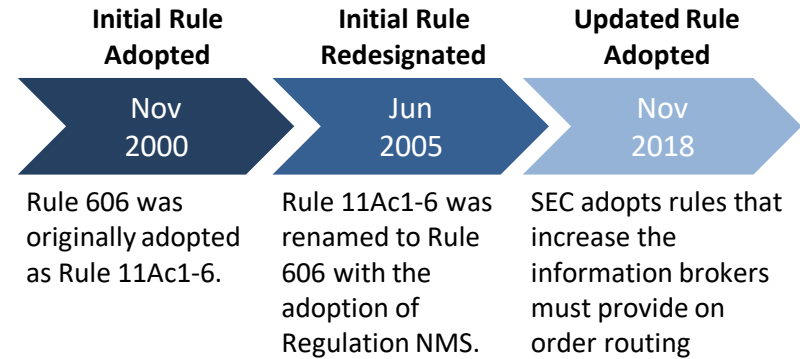 Initial Rule
Adopted
Initial Rule
Redesignated
Updated Rule
Adopted
Nov
2000
Jun
2005
Nov
2018
Rule 606 was
originally adopted
as Rule 11Ac1-6.
Rule 11Ac1-6 was
renamed to Rule
606 with the
adoption of
Regulation NMS.
SEC adopts rules that
increase the
information brokers
must provide on
order routing